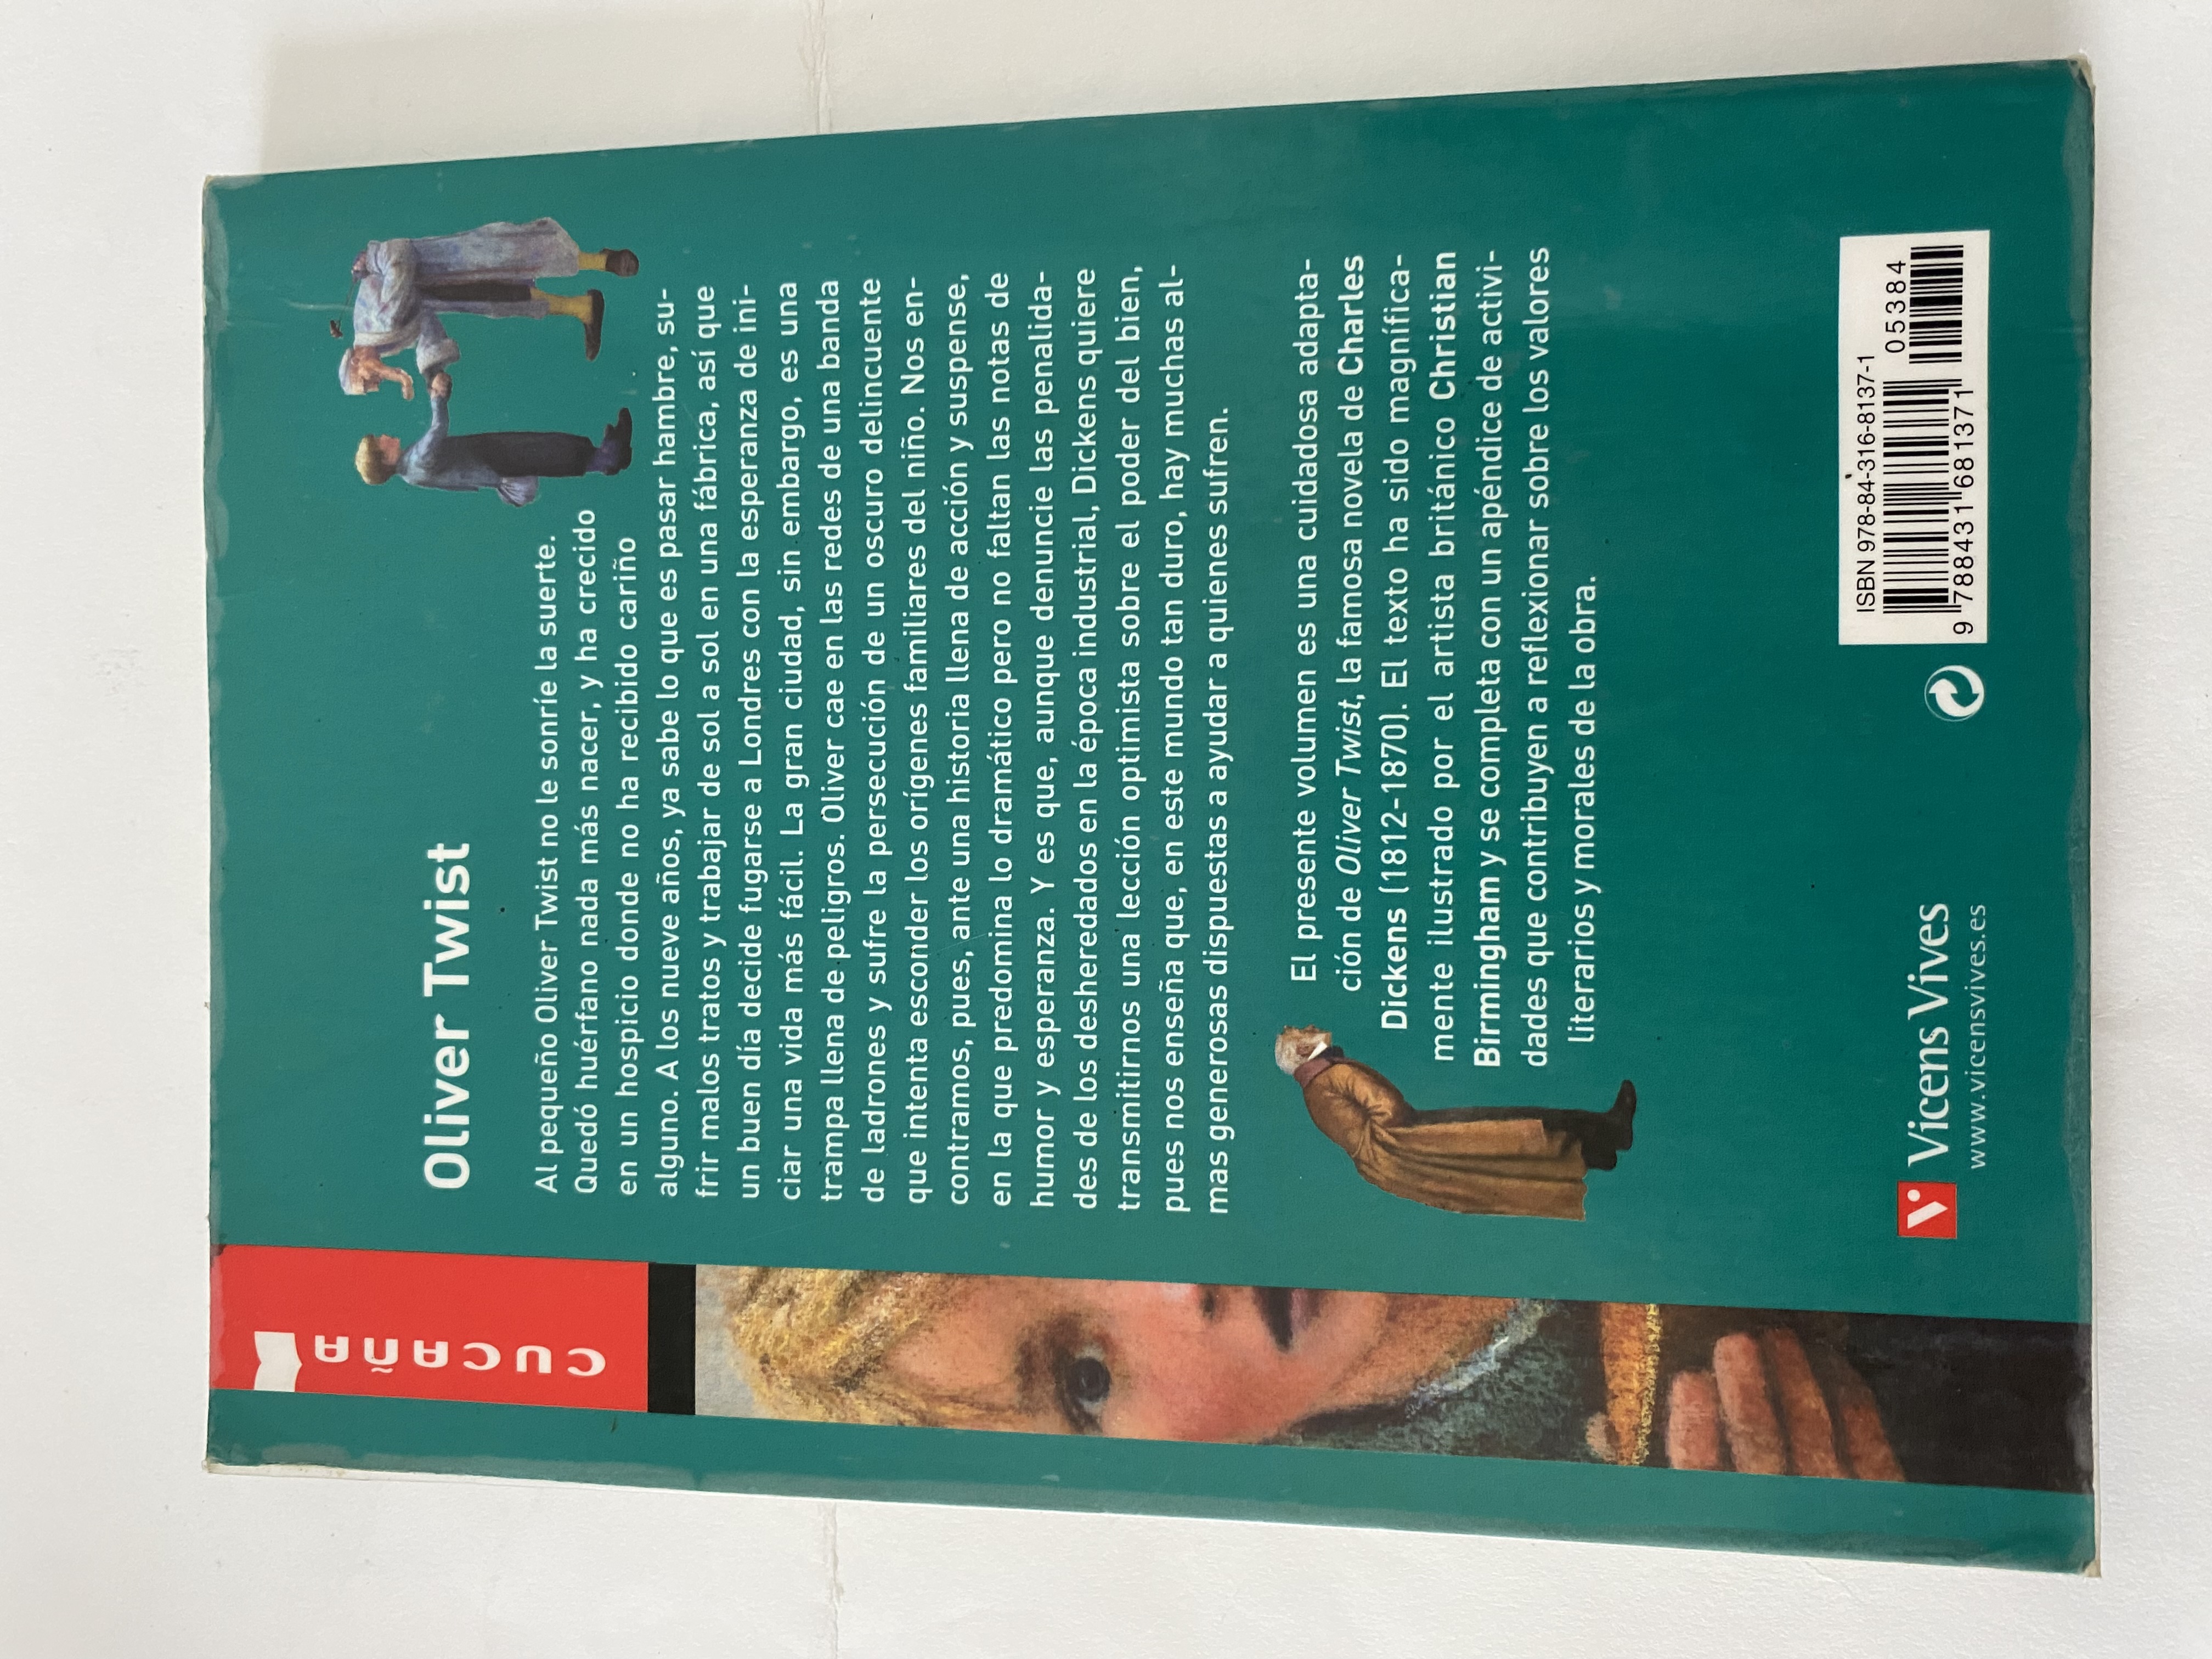 CUCAÑA
Oliver Twist
Al pequeño Oliver Twist no le sonríe la suerte.
Quedó huérfano nada más nacer, y ha crecido
en un hospicio donde no ha recibido cariño
alguno. A los nueve años, ya sabe lo que es pasar hambre, su-
frir malos tratos y trabajar de sol a sol en una fábrica, así que
un buen día decide fugarse a Londres con la esperanza de ini-
ciar una vida más fácil. La gran ciudad, sin embargo, es una
trampa llena de peligros. Oliver cae en las redes de una banda
de ladrones y sufre la persecución de un oscuro delincuente
que intenta esconder los orígenes familiares del niño. Nos en-
contramos, pues, ante una historia llena de acción y suspense,
en la que predomina lo dramático pero no faltan las notas de
humor y esperanza. Y es que, aunque denuncie las penalida-
des de los desheredados en la época industrial, Dickens quiere
transmitirnos una lección optimista sobre el poder del bien,
pues nos enseña que, en este mundo tan duro, hay muchas al-
mas generosas dispuestas a ayudar a quienes sufren.
El presente volumen es una cuidadosa adapta-
ción de Oliver Twist, la famosa novela de Charles
Dickens (1812-1870). El texto ha sido magnífica-
mente ilustrado por el artista británico Christian
Birmingham y se completa con un apéndice de activi-
dades que contribuyen a reflexionar sobre los valores
literarios y morales de la obra.
Vicens Vives
www.vicensvives.es
ISBN 978-84-316-8137-1
05384
9 788431 681371